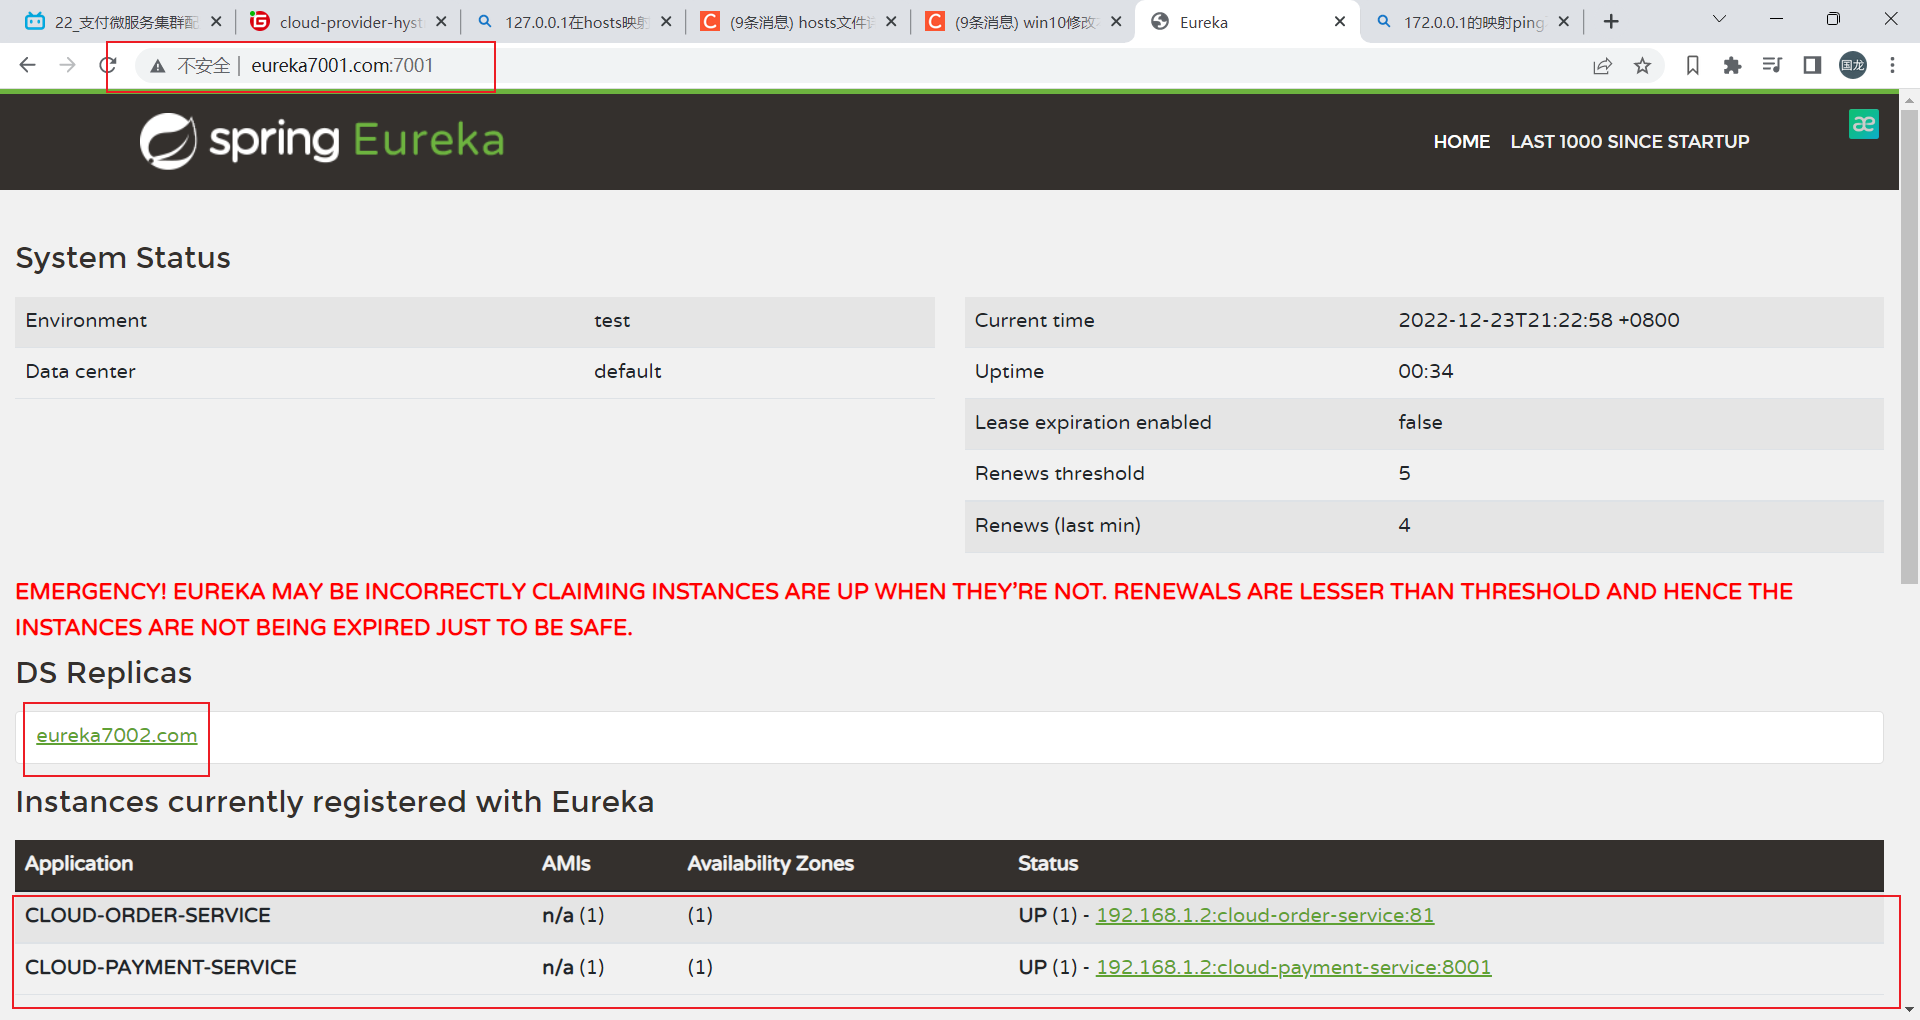 22_支付微服务集群配
cloud-provider-hyst
127.0.0.1在hosts映射
(9条消息) hosts文件
(9条消息) win10修改
Eureka
172.0.0.1的映射ping
不安全 | eureka7001.com:7001
国龙
spring Eureka
HOME LAST 1000 SINCE STARTUP
æ
System Status
Environment test
Data center default
Current time 2022-12-23T21:22:58 +0800
Uptime 00:34
Lease expiration enabled false
Renews threshold 5
Renews (last min) 4
EMERGENCY! EUREKA MAY BE INCORRECTLY CLAIMING INSTANCES ARE UP WHEN THEY'RE NOT. RENEWALS ARE LESSER THAN THRESHOLD AND HENCE THE
INSTANCES ARE NOT BEING EXPIRED JUST TO BE SAFE.
DS Replicas
eureka7002.com
Instances currently registered with Eureka
Application AMIs Availability Zones Status
CLOUD-ORDER-SERVICE n/a (1) (1) UP (1) - 192.168.1.2:cloud-order-service:81
CLOUD-PAYMENT-SERVICE n/a (1) (1) UP (1) - 192.168.1.2:cloud-payment-service:8001